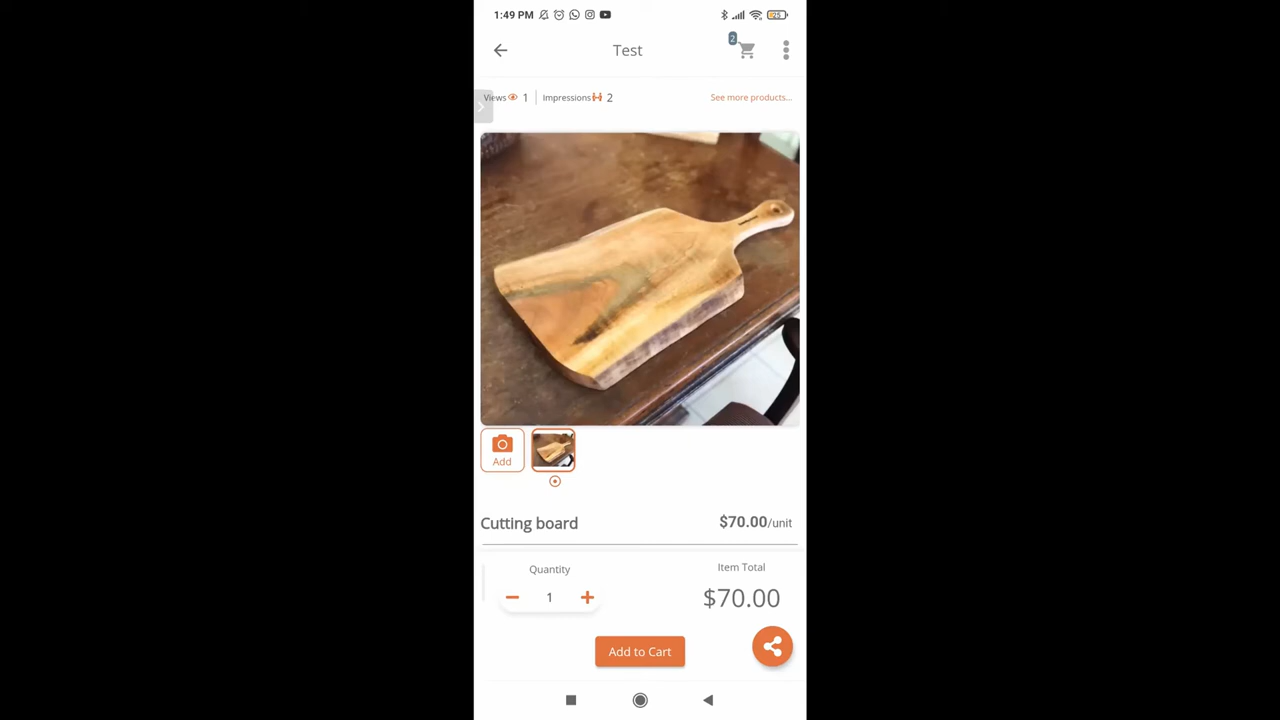 1:49 PM 25
Test 2
Views 1 Impressions 2 See more products...
Add
Cutting board $70.00/unit
Quantity Item Total
1 $70.00
Add to Cart